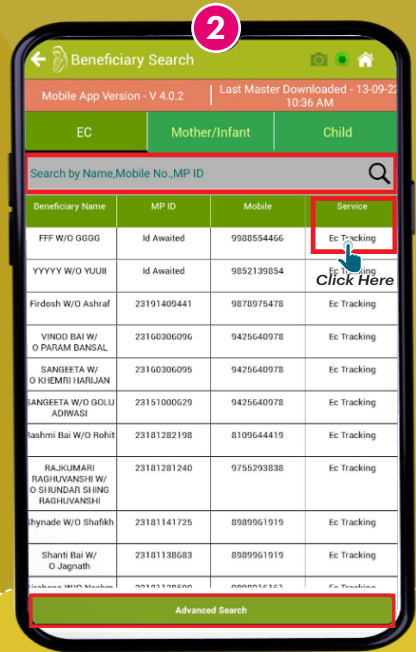 2
Beneficiary Search
Mobile App Version - V 4.0.2
Last Master Downloaded - 13-09-22
10:36 AM
EC
Mother/Infant
Child
Search by Name,Mobile No.,MP ID
Beneficiary Name MP ID Mobile Service
FFF W/O GGGG Id Awaited 9988554466 Ec Tracking
YYYYY W/O YUUII Id Awaited 9852139854 Ec Tracking
Click Here
Firdosh W/O Ashraf 23191409441 9878975478 Ec Tracking
VINOD BAI W/
O PARAM BANSAL 23160306096 9425640978 Ec Tracking
SANGEETA W/
O KHEMRI HARIJAN 23160306095 9425640978 Ec Tracking
SANGEETA W/O GOLU
ADIWASI 23151000629 9425640978 Ec Tracking
Rashmi Bai W/O Rohit 23181282198 8109644419 Ec Tracking
RAJKUMARI
RAGHUVANSHI W/
O SHUNDAR SHING
RAGHUVANSHI 23181281240 9755293838 Ec Tracking
Shynade W/O Shafikh 23181141725 8989961919 Ec Tracking
Shanti Bai W/
O Jagnath 23181138683 8989961919 Ec Tracking
Advanced Search